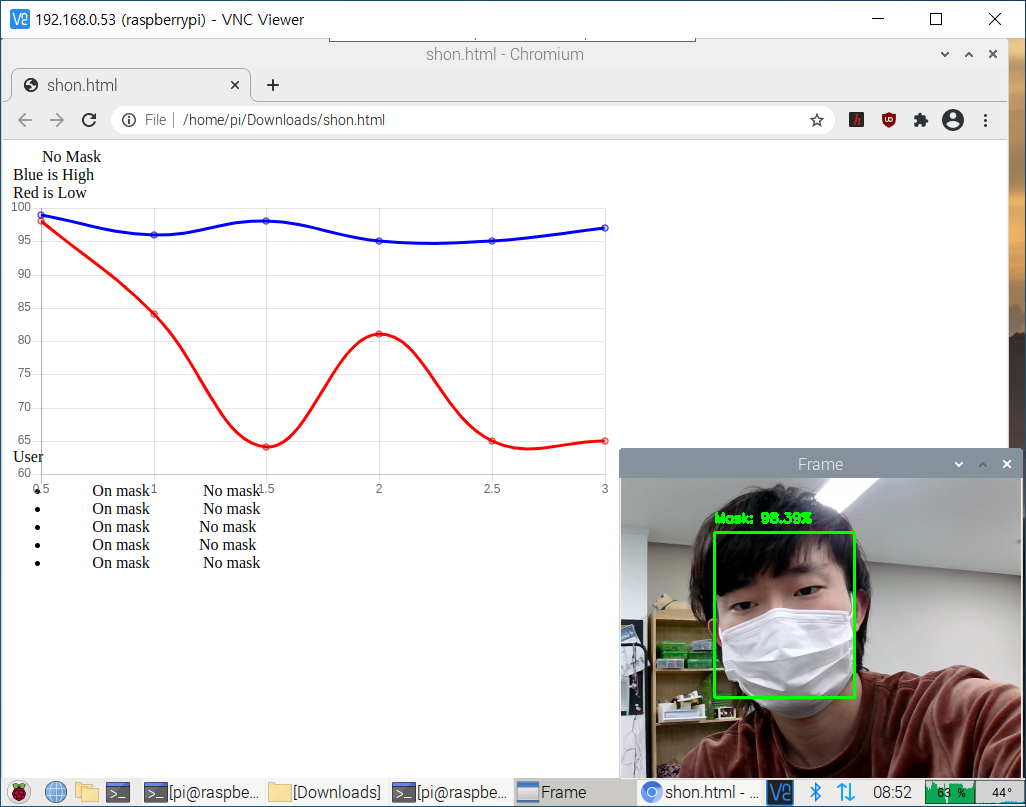 192.168.0.53 (raspberrypi) - VNC Viewer
shon.html - Chromium
shon.html
File | /home/pi/Downloads/shon.html
No Mask
Blue is High
Red is Low
100
95
90
85
80
75
70
65
User
60
0.5 1 1.5 2 2.5 3
On mask No mask
On mask No mask
On mask No mask
On mask No mask
On mask No mask
Frame
Mask: 98.39%
[pi@raspbe... [Downloads] [pi@raspbe... Frame shon.html - ... 08:52 63 % 44°